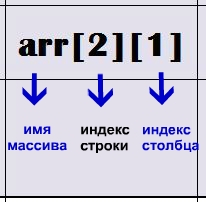 arr[2][1]
имя индекс индекс
массива строки столбца